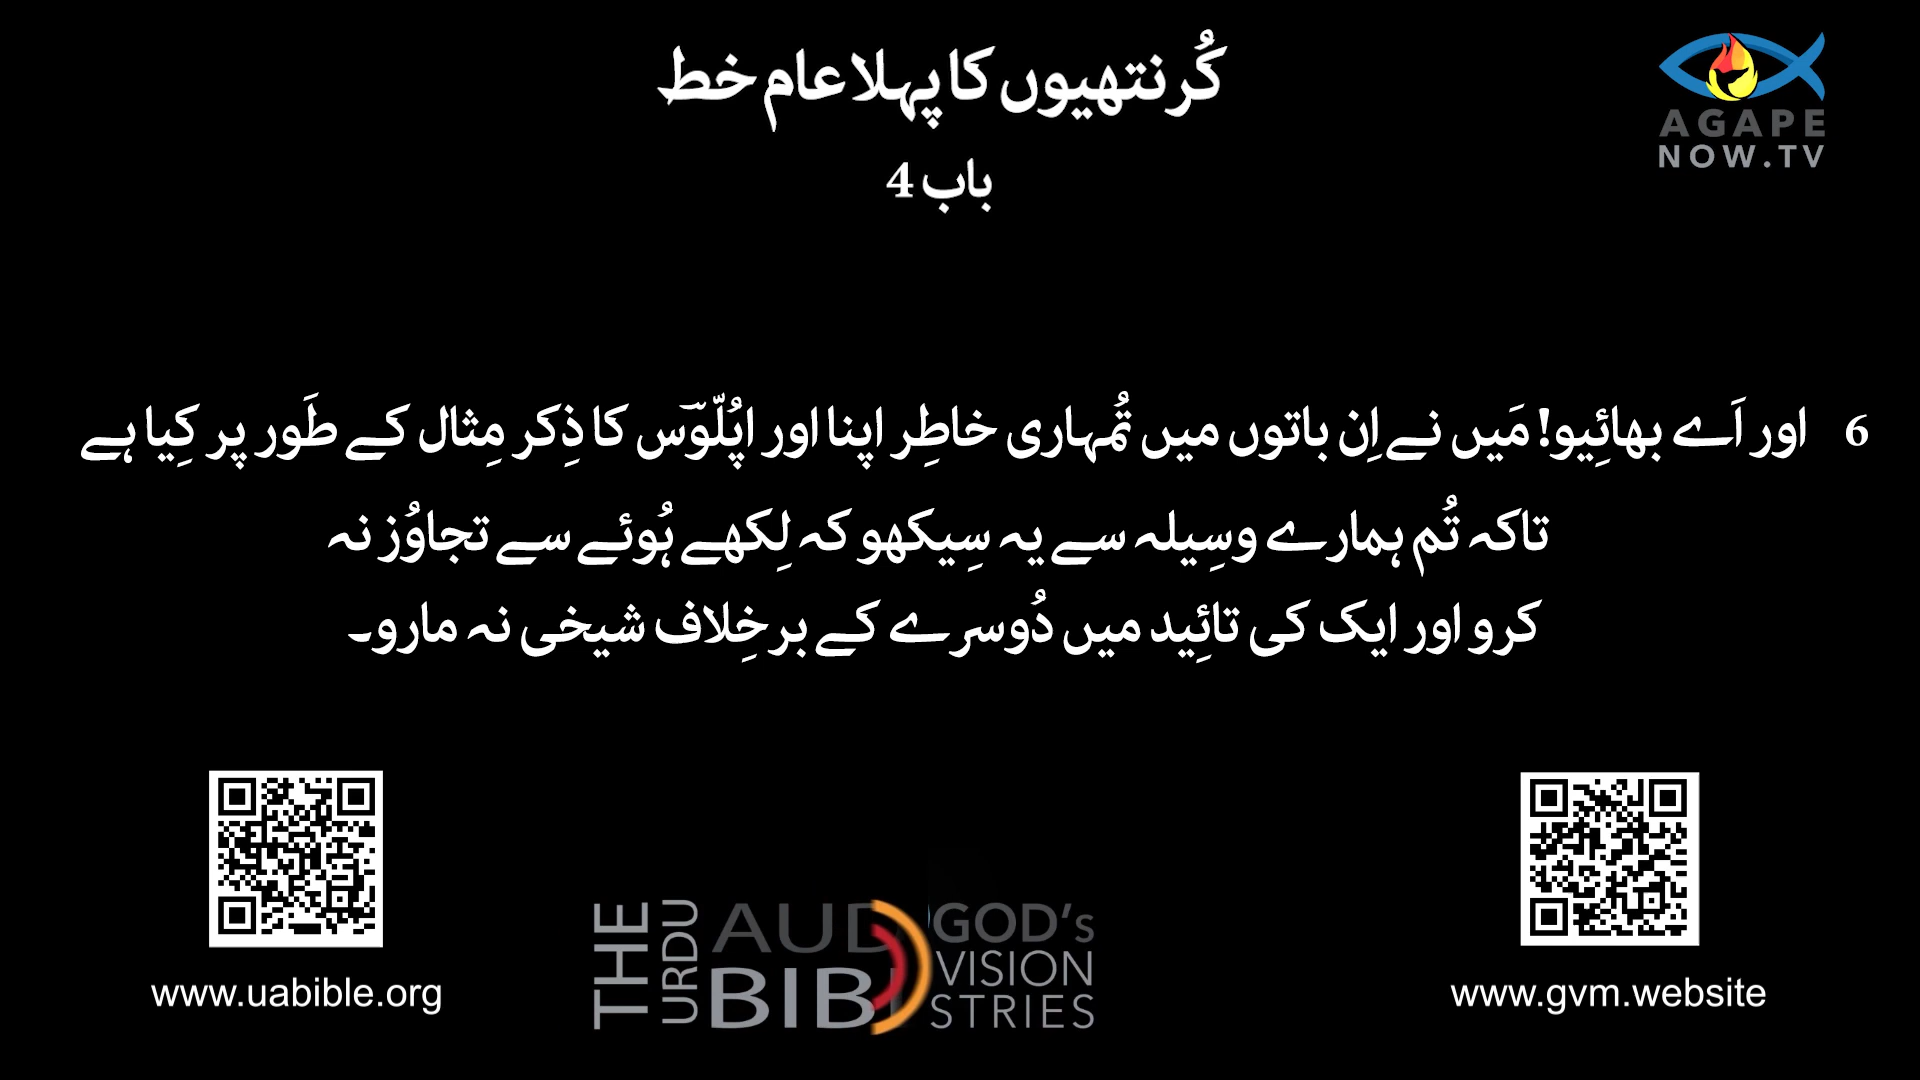 کُرنتھیوں کا پہلا عام خط
باب 4
AGAPE
NOW.TV
6 اور اَے بھائِیو! مَیں نے اِن باتوں میں تُمہاری خاطِر اپنا اور اپُلّوؔس کا ذِکر مِثال کے طَور پر کِیا ہے
تاکہ تُم ہمارے وسِیلہ سے یہ سِیکھو کہ لِکھے ہُوئے سے تجاوُز نہ
کرو اور ایک کی تائِید میں دُوسرے کے برخِلاف شیخی نہ مارو۔
THE
URDU
AUD
BIB
GOD's
VISION
STRIES
www.uabible.org
www.gvm.website